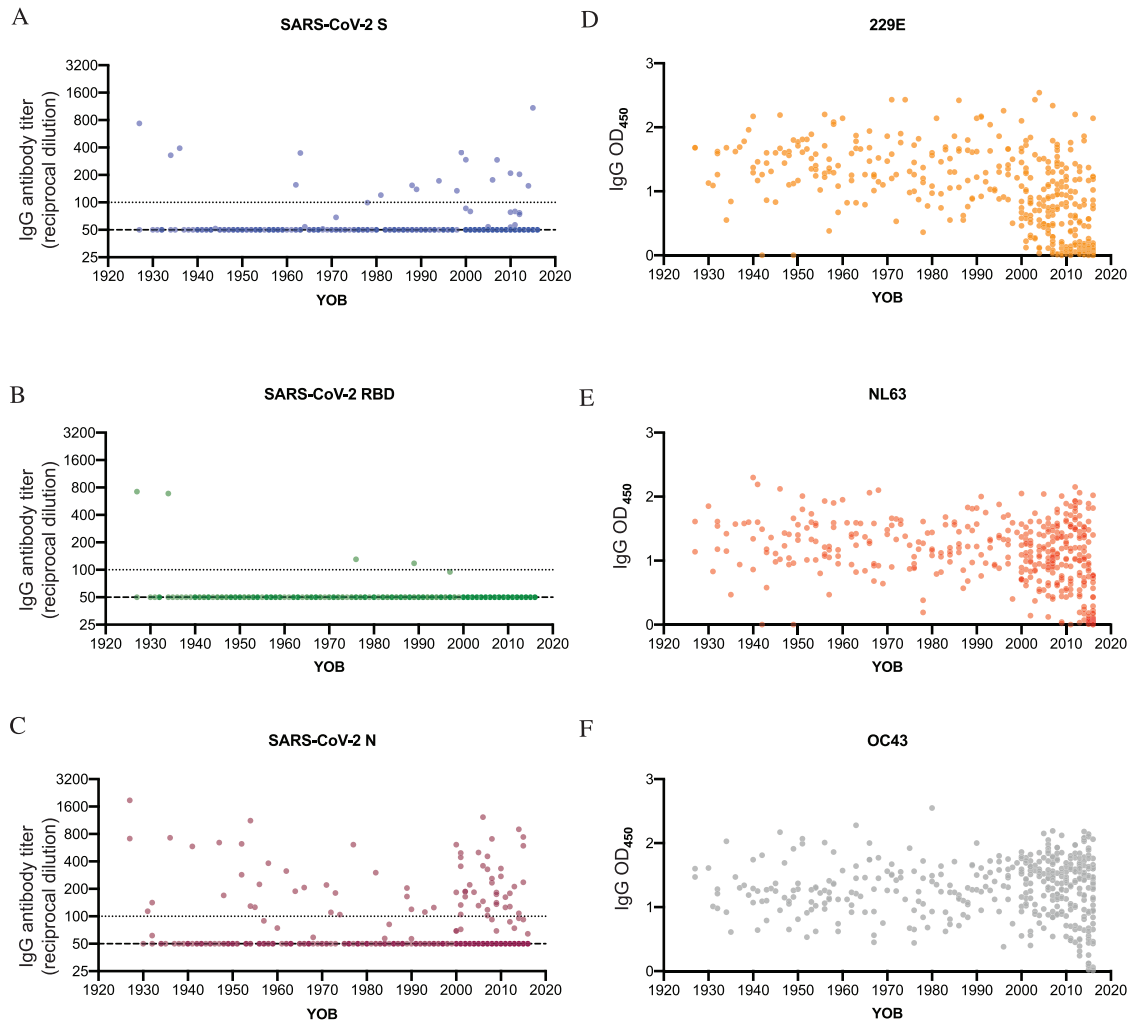 A
SARS-CoV-2 S
IgG antibody titer
(reciprocal dilution)
3200
1600
800
400
200
100
50
25
1920 1930 1940 1950 1960 1970 1980 1990 2000 2010 2020
YOB
B
SARS-CoV-2 RBD
IgG antibody titer
(reciprocal dilution)
3200
1600
800
400
200
100
50
25
1920 1930 1940 1950 1960 1970 1980 1990 2000 2010 2020
YOB
C
SARS-CoV-2 N
IgG antibody titer
(reciprocal dilution)
3200
1600
800
400
200
100
50
25
1920 1930 1940 1950 1960 1970 1980 1990 2000 2010 2020
YOB
D
229E
IgG OD450
3
2
1
0
1920 1930 1940 1950 1960 1970 1980 1990 2000 2010 2020
YOB
E
NL63
IgG OD450
3
2
1
0
1920 1930 1940 1950 1960 1970 1980 1990 2000 2010 2020
YOB
F
OC43
IgG OD450
3
2
1
0
1920 1930 1940 1950 1960 1970 1980 1990 2000 2010 2020
YOB